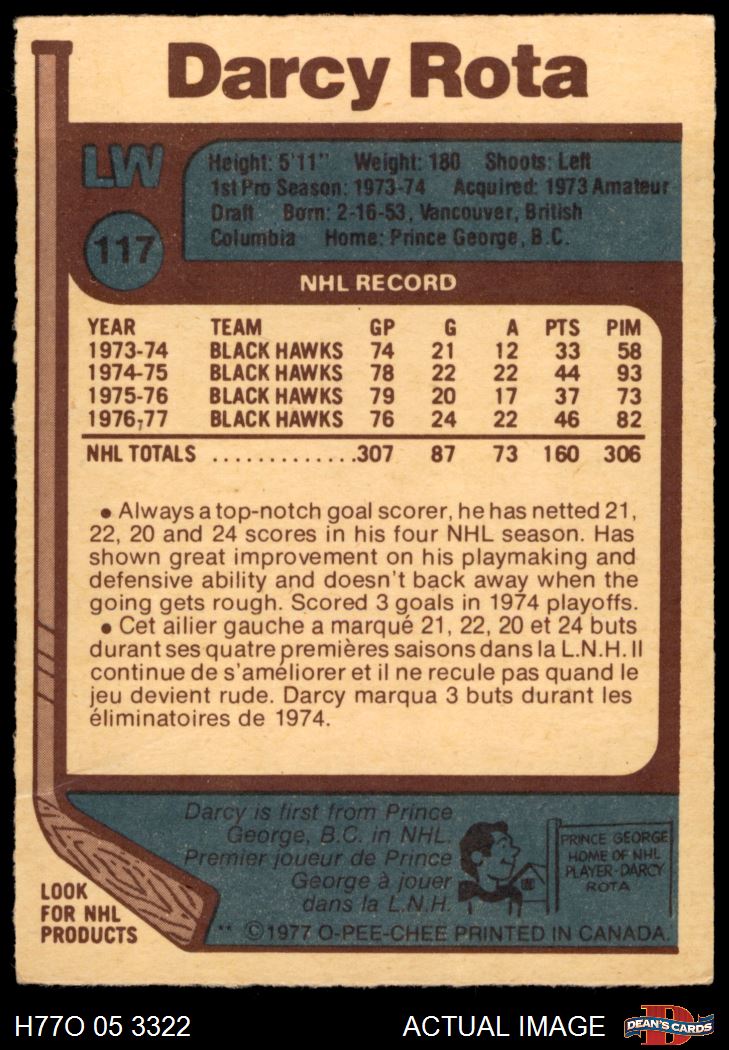 Darcy Rota
LW
117
Height: 5'11" Weight: 180 Shoots: Left
1st Pro Season: 1973-74 Acquired: 1973 Amateur
Draft Born: 2-16-53, Vancouver, British
Columbia Home: Prince George, B.C.
NHL RECORD
YEAR TEAM GP G A PTS PIM
1973-74 BLACK HAWKS 74 21 12 33 58
1974-75 BLACK HAWKS 78 22 22 44 93
1975-76 BLACK HAWKS 79 20 17 37 73
1976-77 BLACK HAWKS 76 24 22 46 82
NHL TOTALS .............307 87 73 160 306
• Always a top-notch goal scorer, he has netted 21,
22, 20 and 24 scores in his four NHL season. Has
shown great improvement on his playmaking and
defensive ability and doesn't back away when the
going gets rough. Scored 3 goals in 1974 playoffs.
• Cet ailier gauche a marqué 21, 22, 20 et 24 buts
durant ses quatre premières saisons dans la L.N.H. Il
continue de s'améliorer et il ne recule pas quand le
jeu devient rude. Darcy marqua 3 buts durant les
éliminatoires de 1974.
Darcy is first from Prince
George, B.C. in NHL.
Premier joueur de Prince
George à jouer
dans la L.N.H.
PRINCE GEORGE
HOME OF NHL
PLAYER-DARCY
ROTA
LOOK
FOR NHL
PRODUCTS
** ©1977 O-PEE-CHEE PRINTED IN CANADA.
H77O 05 3322
ACTUAL IMAGE
D
DEAN'S CARDS